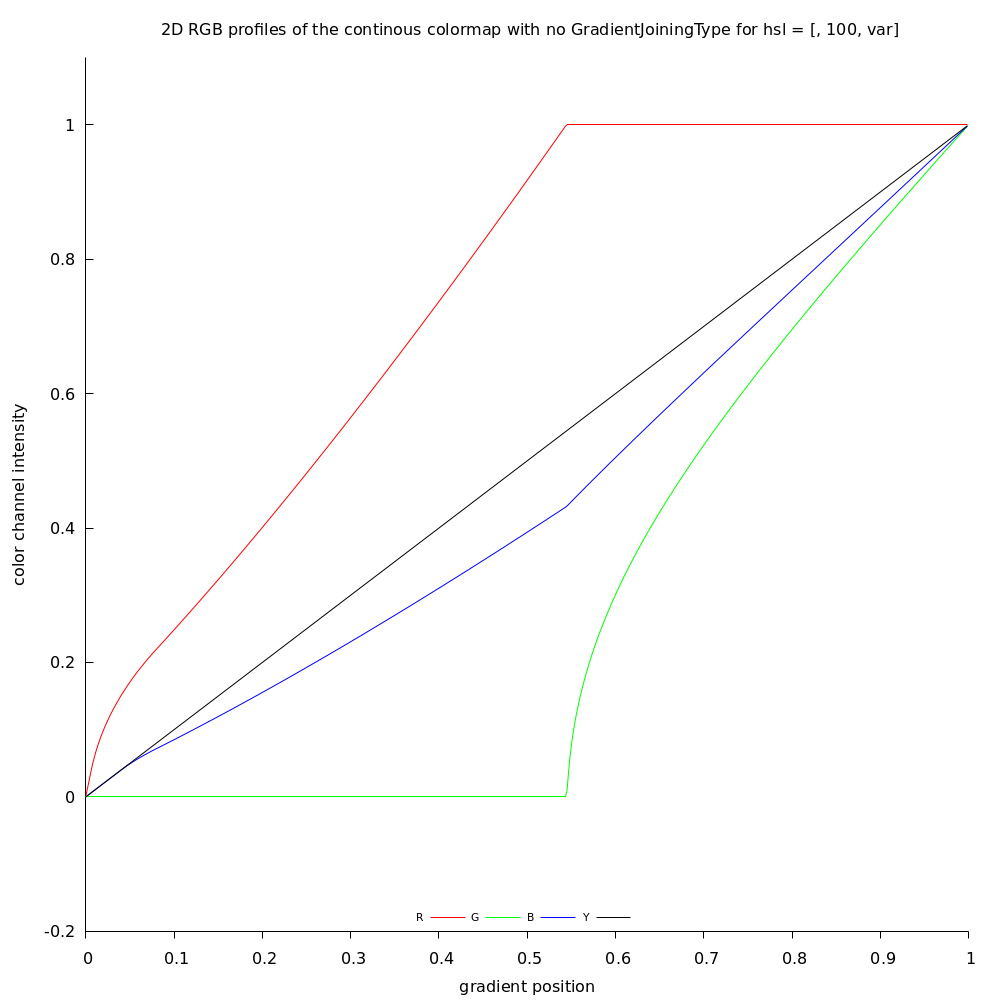 2D RGB profiles of the continous colormap with no GradientJoiningType for hsl = [, 100, var]
1
0.8
0.6
0.4
0.2
0
-0.2
color channel intensity
R G B Y
0 0.1 0.2 0.3 0.4 0.5 0.6 0.7 0.8 0.9 1
gradient position